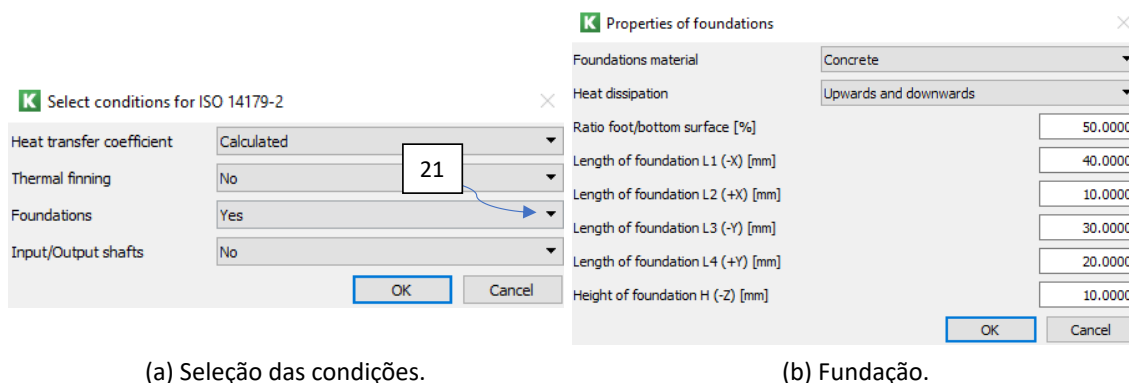 K Select conditions for ISO 14179-2
Heat transfer coefficient Calculated
Thermal finning No
Foundations Yes
Input/Output shafts No
OK Cancel
21
(a) Seleção das condições.
K Properties of foundations
Foundations material Concrete
Heat dissipation Upwards and downwards
Ratio foot/bottom surface [%] 50.0000
Length of foundation L1 (-X) [mm] 40.0000
Length of foundation L2 (+X) [mm] 10.0000
Length of foundation L3 (-Y) [mm] 30.0000
Length of foundation L4 (+Y) [mm] 20.0000
Height of foundation H (-Z) [mm] 10.0000
OK Cancel
(b) Fundação.